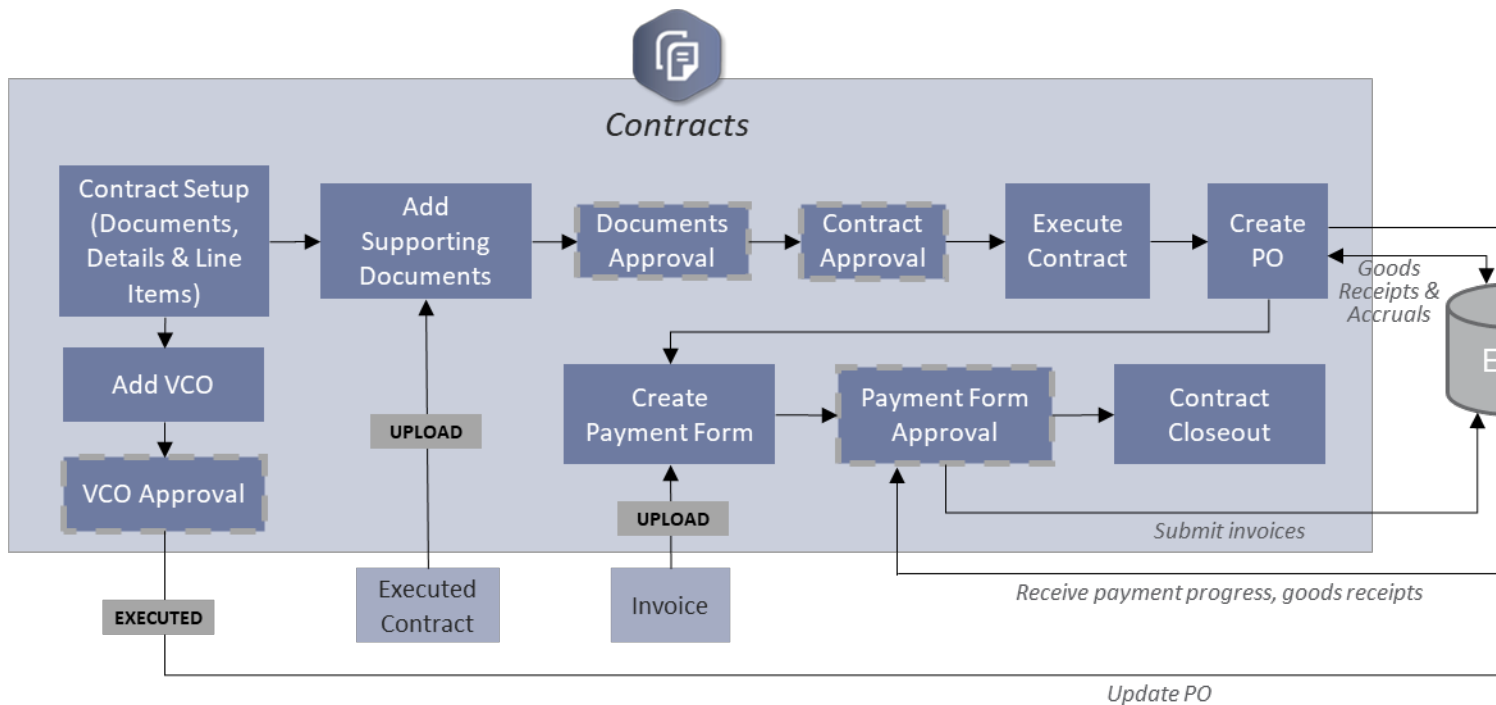 Contracts
Contract Setup
(Documents,
Details & Line
Items)
Add
Supporting
Documents
Documents
Approval
Contract
Approval
Execute
Contract
Create
PO
Goods
Receipts &
Accruals
Add VCO
UPLOAD
Create
Payment Form
Payment Form
Approval
Contract
Closeout
VCO Approval
UPLOAD
Submit invoices
EXECUTED
Executed
Contract
Invoice
Receive payment progress, goods receipts
Update PO